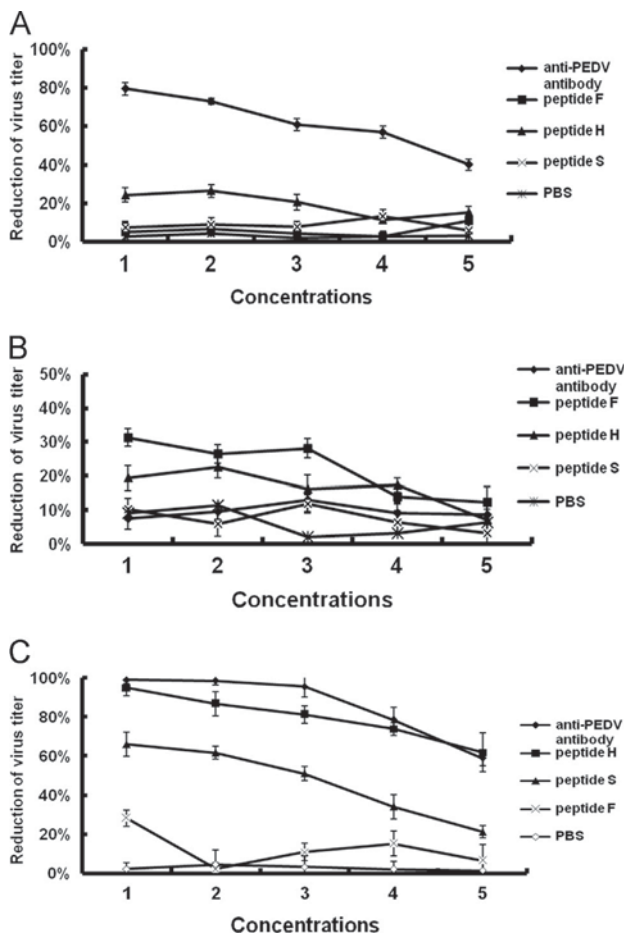 A
100%
80%
60%
40%
20%
0%
Reduction of virus titer
1 2 3 4 5
Concentrations
anti-PEDV
antibody
peptide F
peptide H
peptide S
PBS
B
50%
40%
30%
20%
10%
0%
Reduction of virus titer
1 2 3 4 5
Concentrations
anti-PEDV
antibody
peptide F
peptide H
peptide S
PBS
C
100%
80%
60%
40%
20%
0%
Reduction of virus titer
1 2 3 4 5
Concentrations
anti-PEDV
antibody
peptide H
peptide S
peptide F
PBS